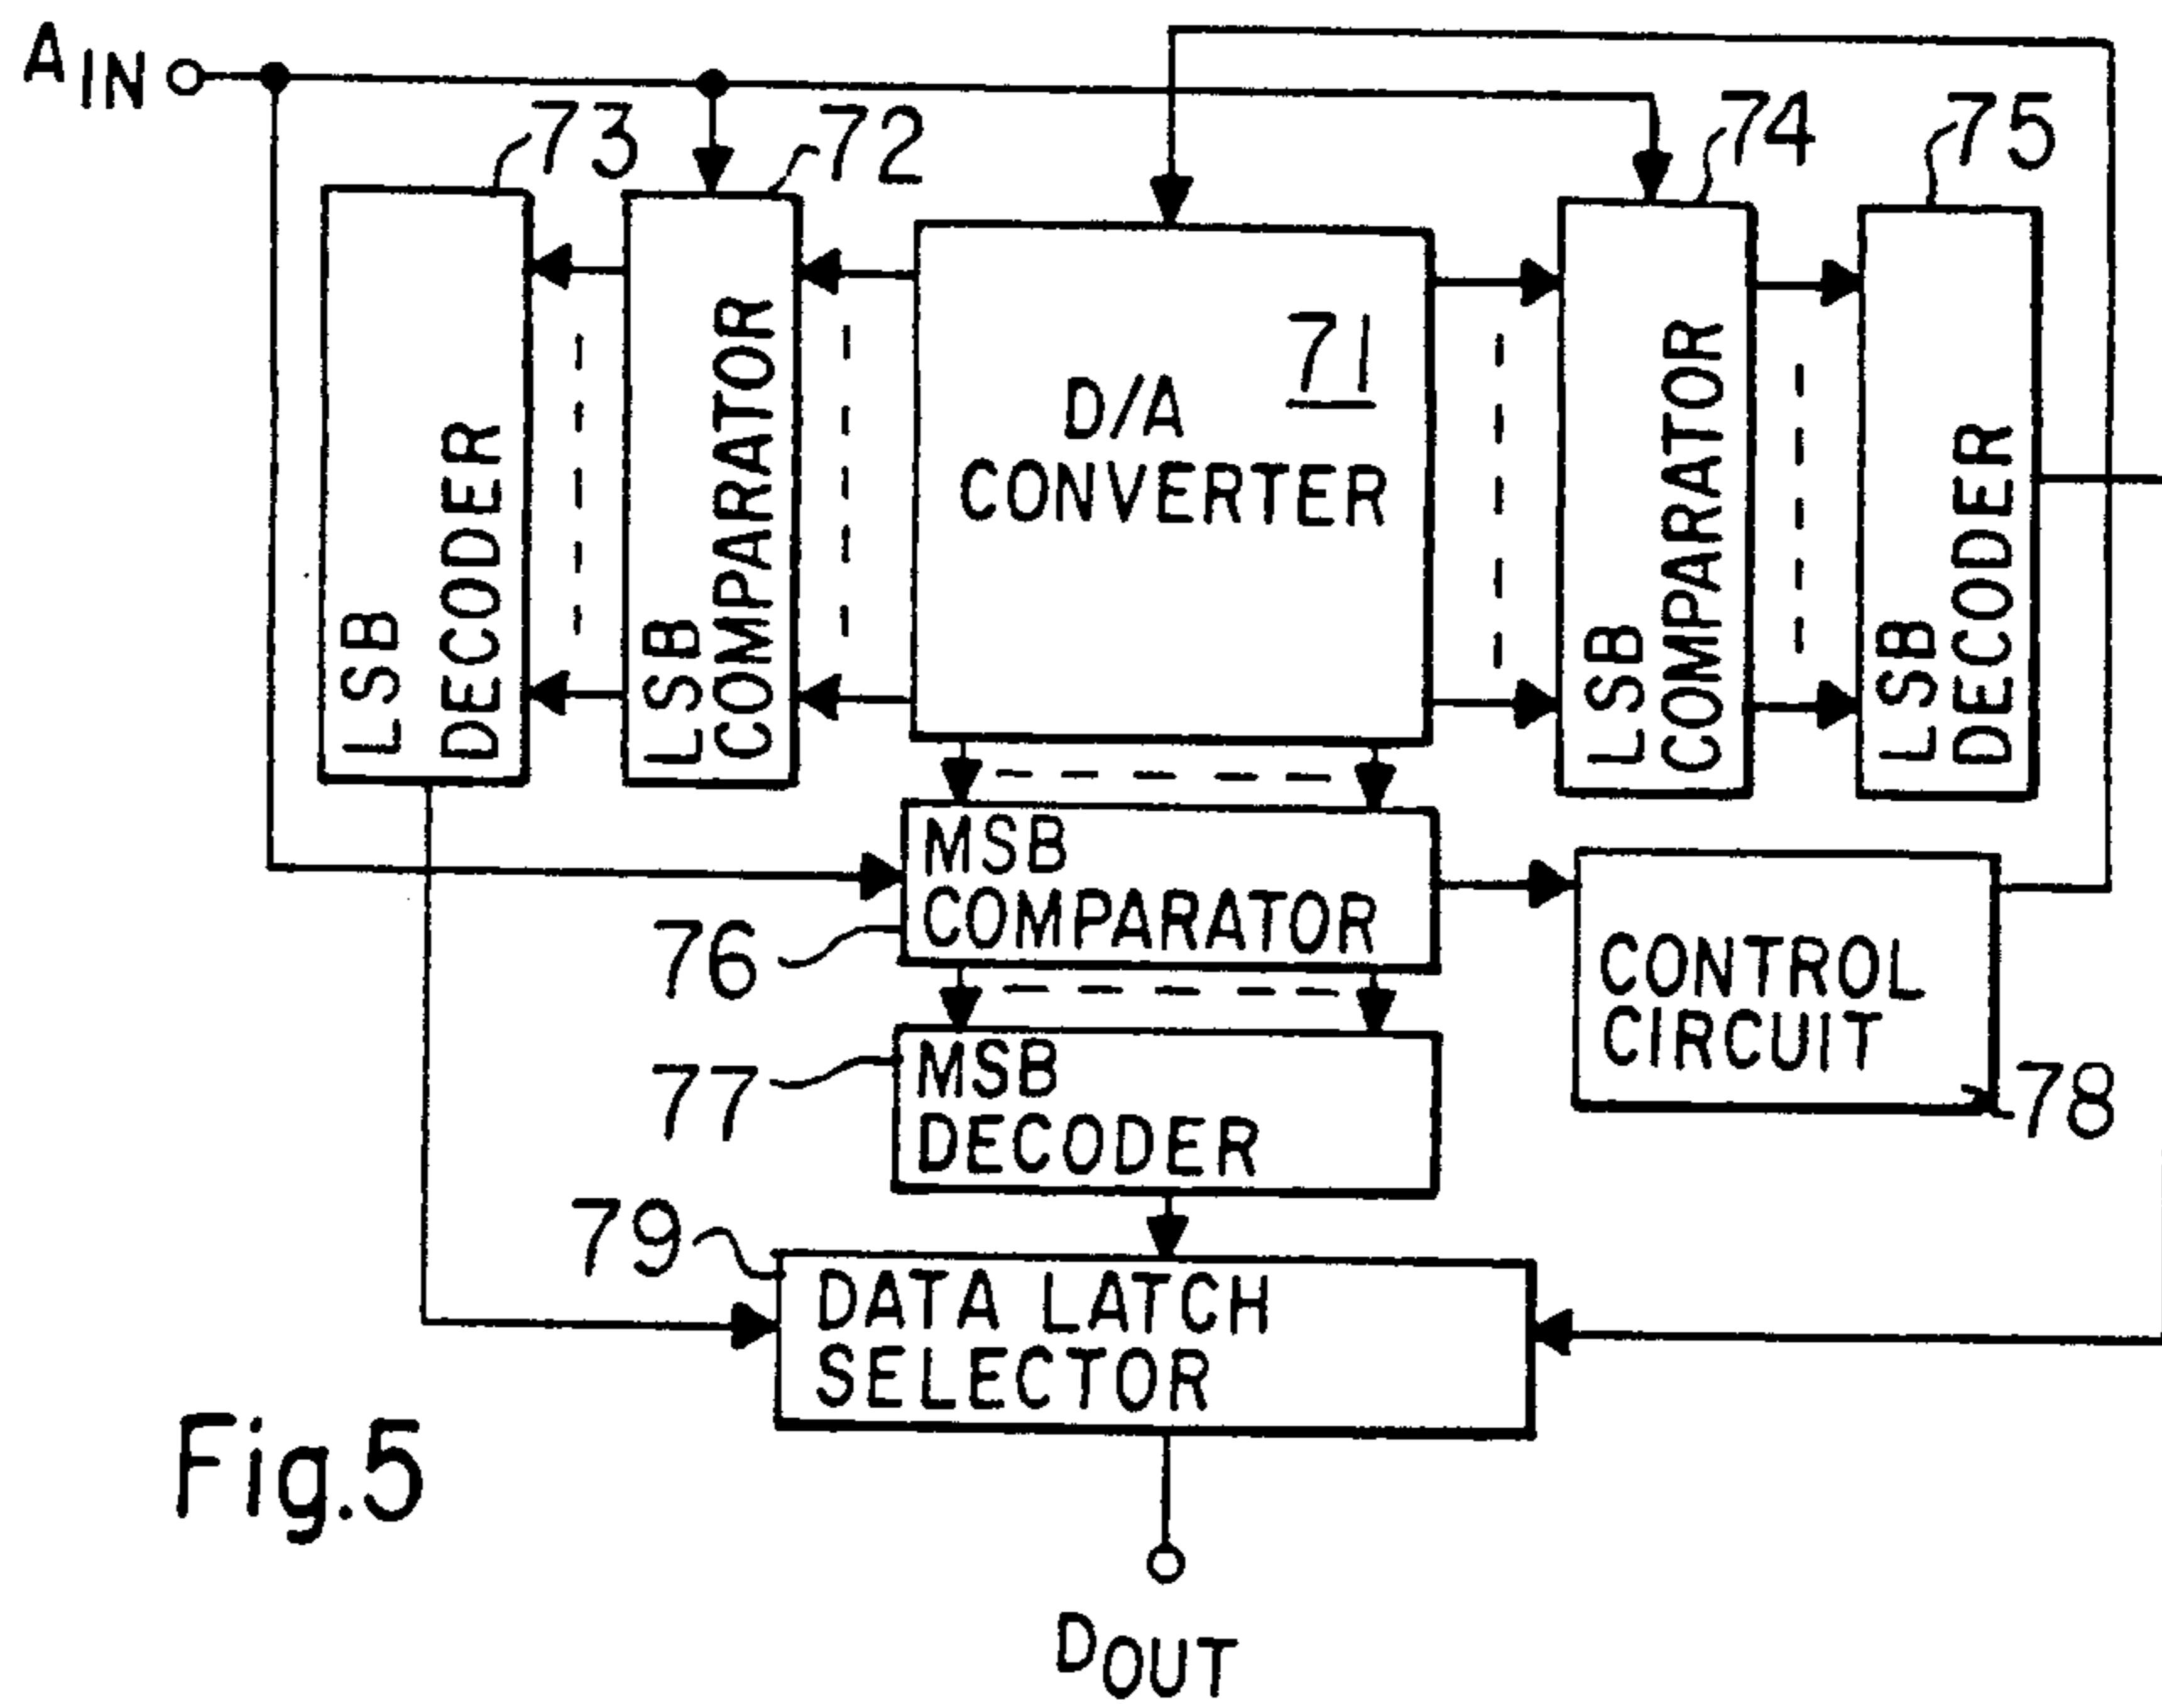 AIN
73
72
74
75
71
D/A
CONVERTER
LSB
DECODER
LSB
COMPARATOR
LSB
COMPARATOR
LSB
DECODER
MSB
COMPARATOR
76
CONTROL
CIRCUIT
77
MSB
DECODER
78
79
DATA LATCH
SELECTOR
Fig.5
DOUT